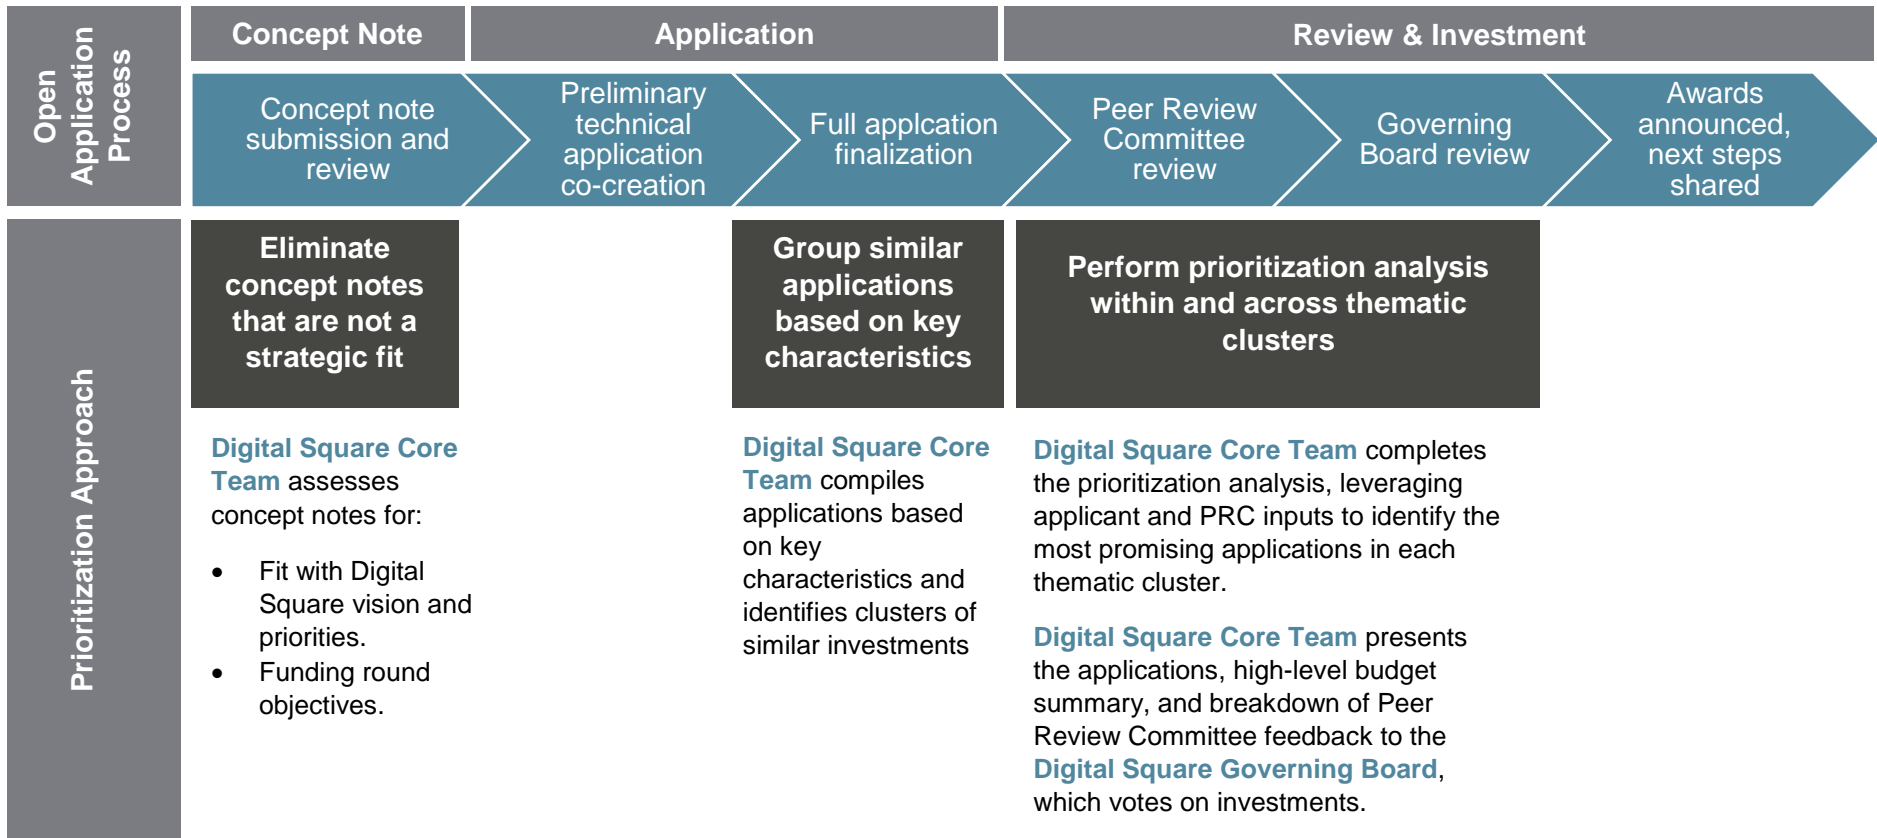 Open
Application
Process
Concept Note
Application
Review & Investment
Concept note
submission and
review
Preliminary
technical
application
co-creation
Full applcation
finalization
Peer Review
Committee
review
Governing
Board review
Awards
announced,
next steps
shared
Prioritization Approach
Eliminate
concept notes
that are not a
strategic fit
Group similar
applications
based on key
characteristics
Perform prioritization analysis
within and across thematic
clusters
Digital Square Core
Team assesses
concept notes for:
• Fit with Digital
Square vision and
priorities.
• Funding round
objectives.
Digital Square Core
Team compiles
applications based
on key
characteristics and
identifies clusters of
similar investments
Digital Square Core Team completes
the prioritization analysis, leveraging
applicant and PRC inputs to identify the
most promising applications in each
thematic cluster.
Digital Square Core Team presents
the applications, high-level budget
summary, and breakdown of Peer
Review Committee feedback to the
Digital Square Governing Board,
which votes on investments.